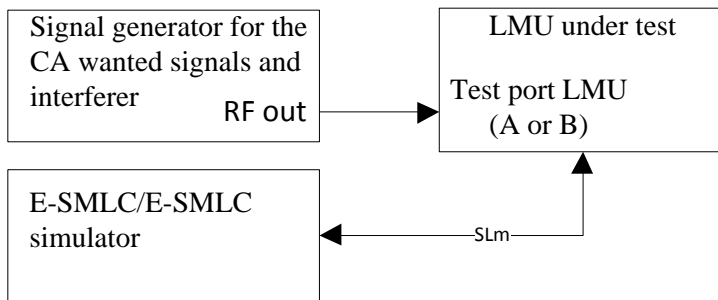 Signal generator for the
CA wanted signals and
interferer
RF out
LMU under test
Test port LMU
(A or B)
E-SMLC/E-SMLC
simulator
SLm